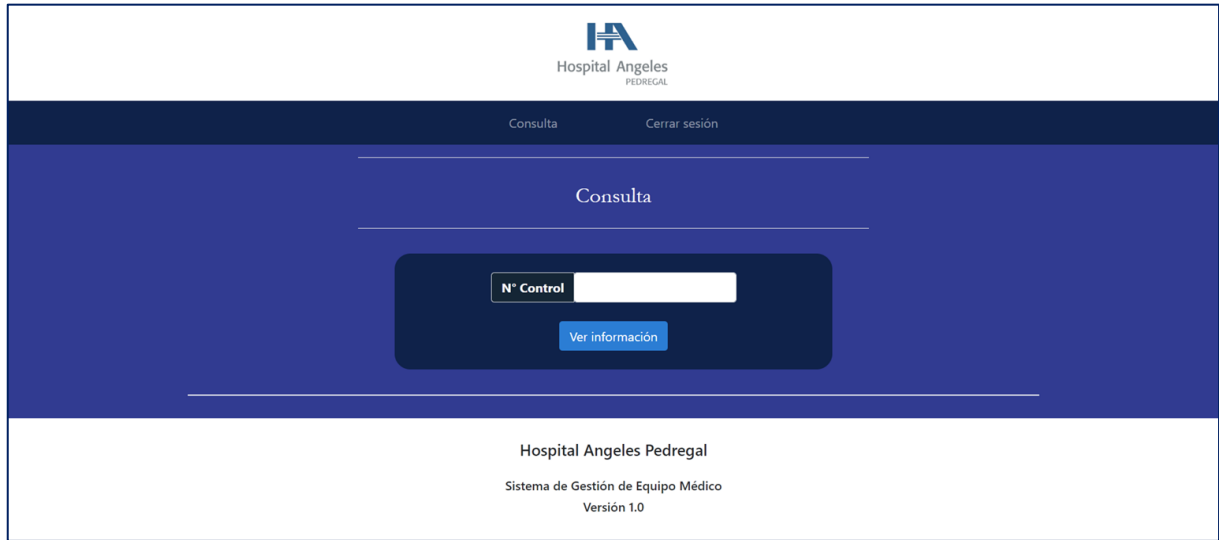 HA
Hospital Angeles
PEDREGAL
Consulta Cerrar sesión
Consulta
N° Control
Ver información
Hospital Angeles Pedregal
Sistema de Gestión de Equipo Médico
Versión 1.0